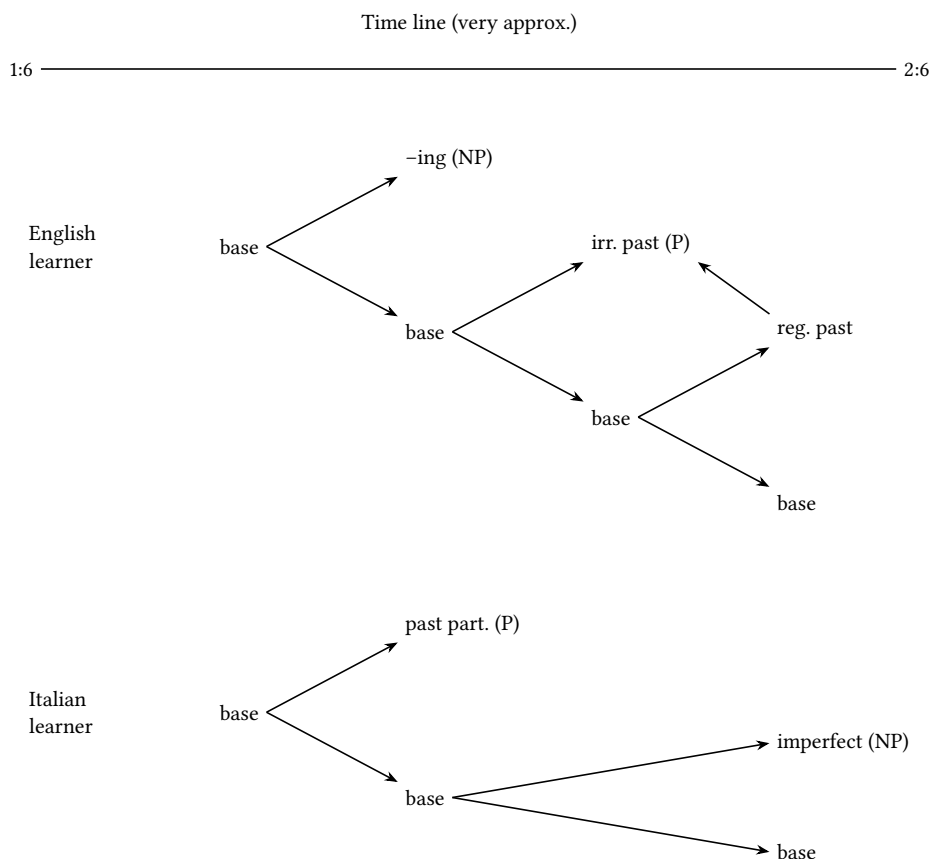 Time line (very approx.)
1:6 2:6
–ing (NP)
English
learner
base
irr. past (P)
base
reg. past
base
base
past part. (P)
Italian
learner
base
imperfect (NP)
base
base